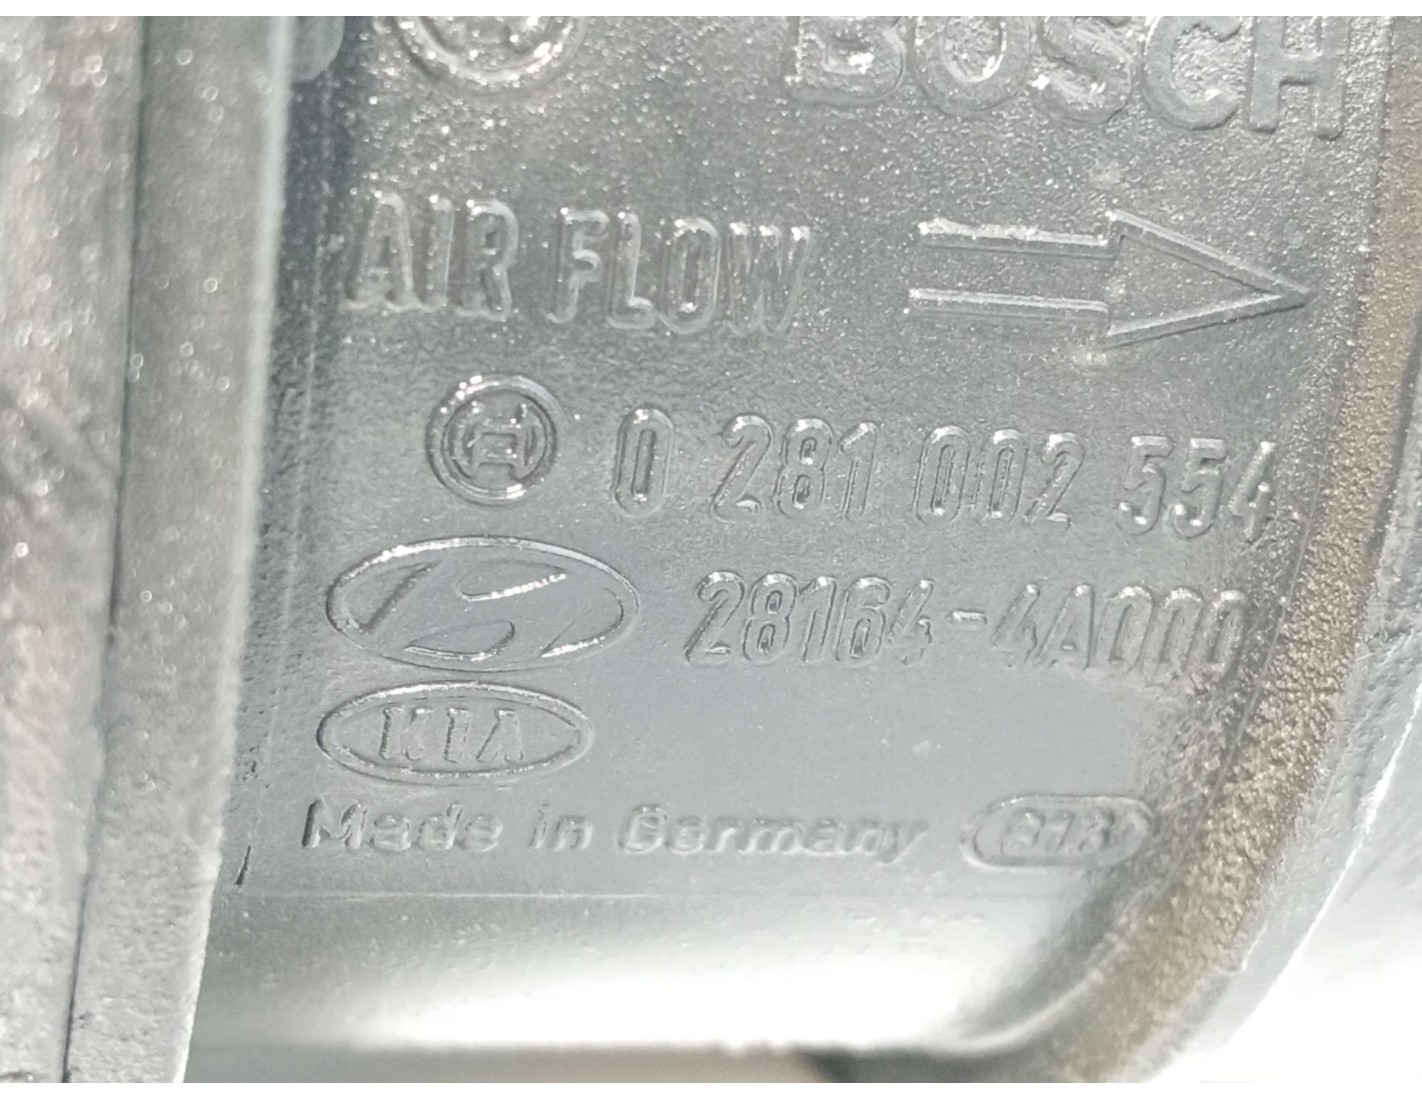 BOSCH
AIR FLOW
0 281 002 554
28164-4A000
KIA
Made in Germany